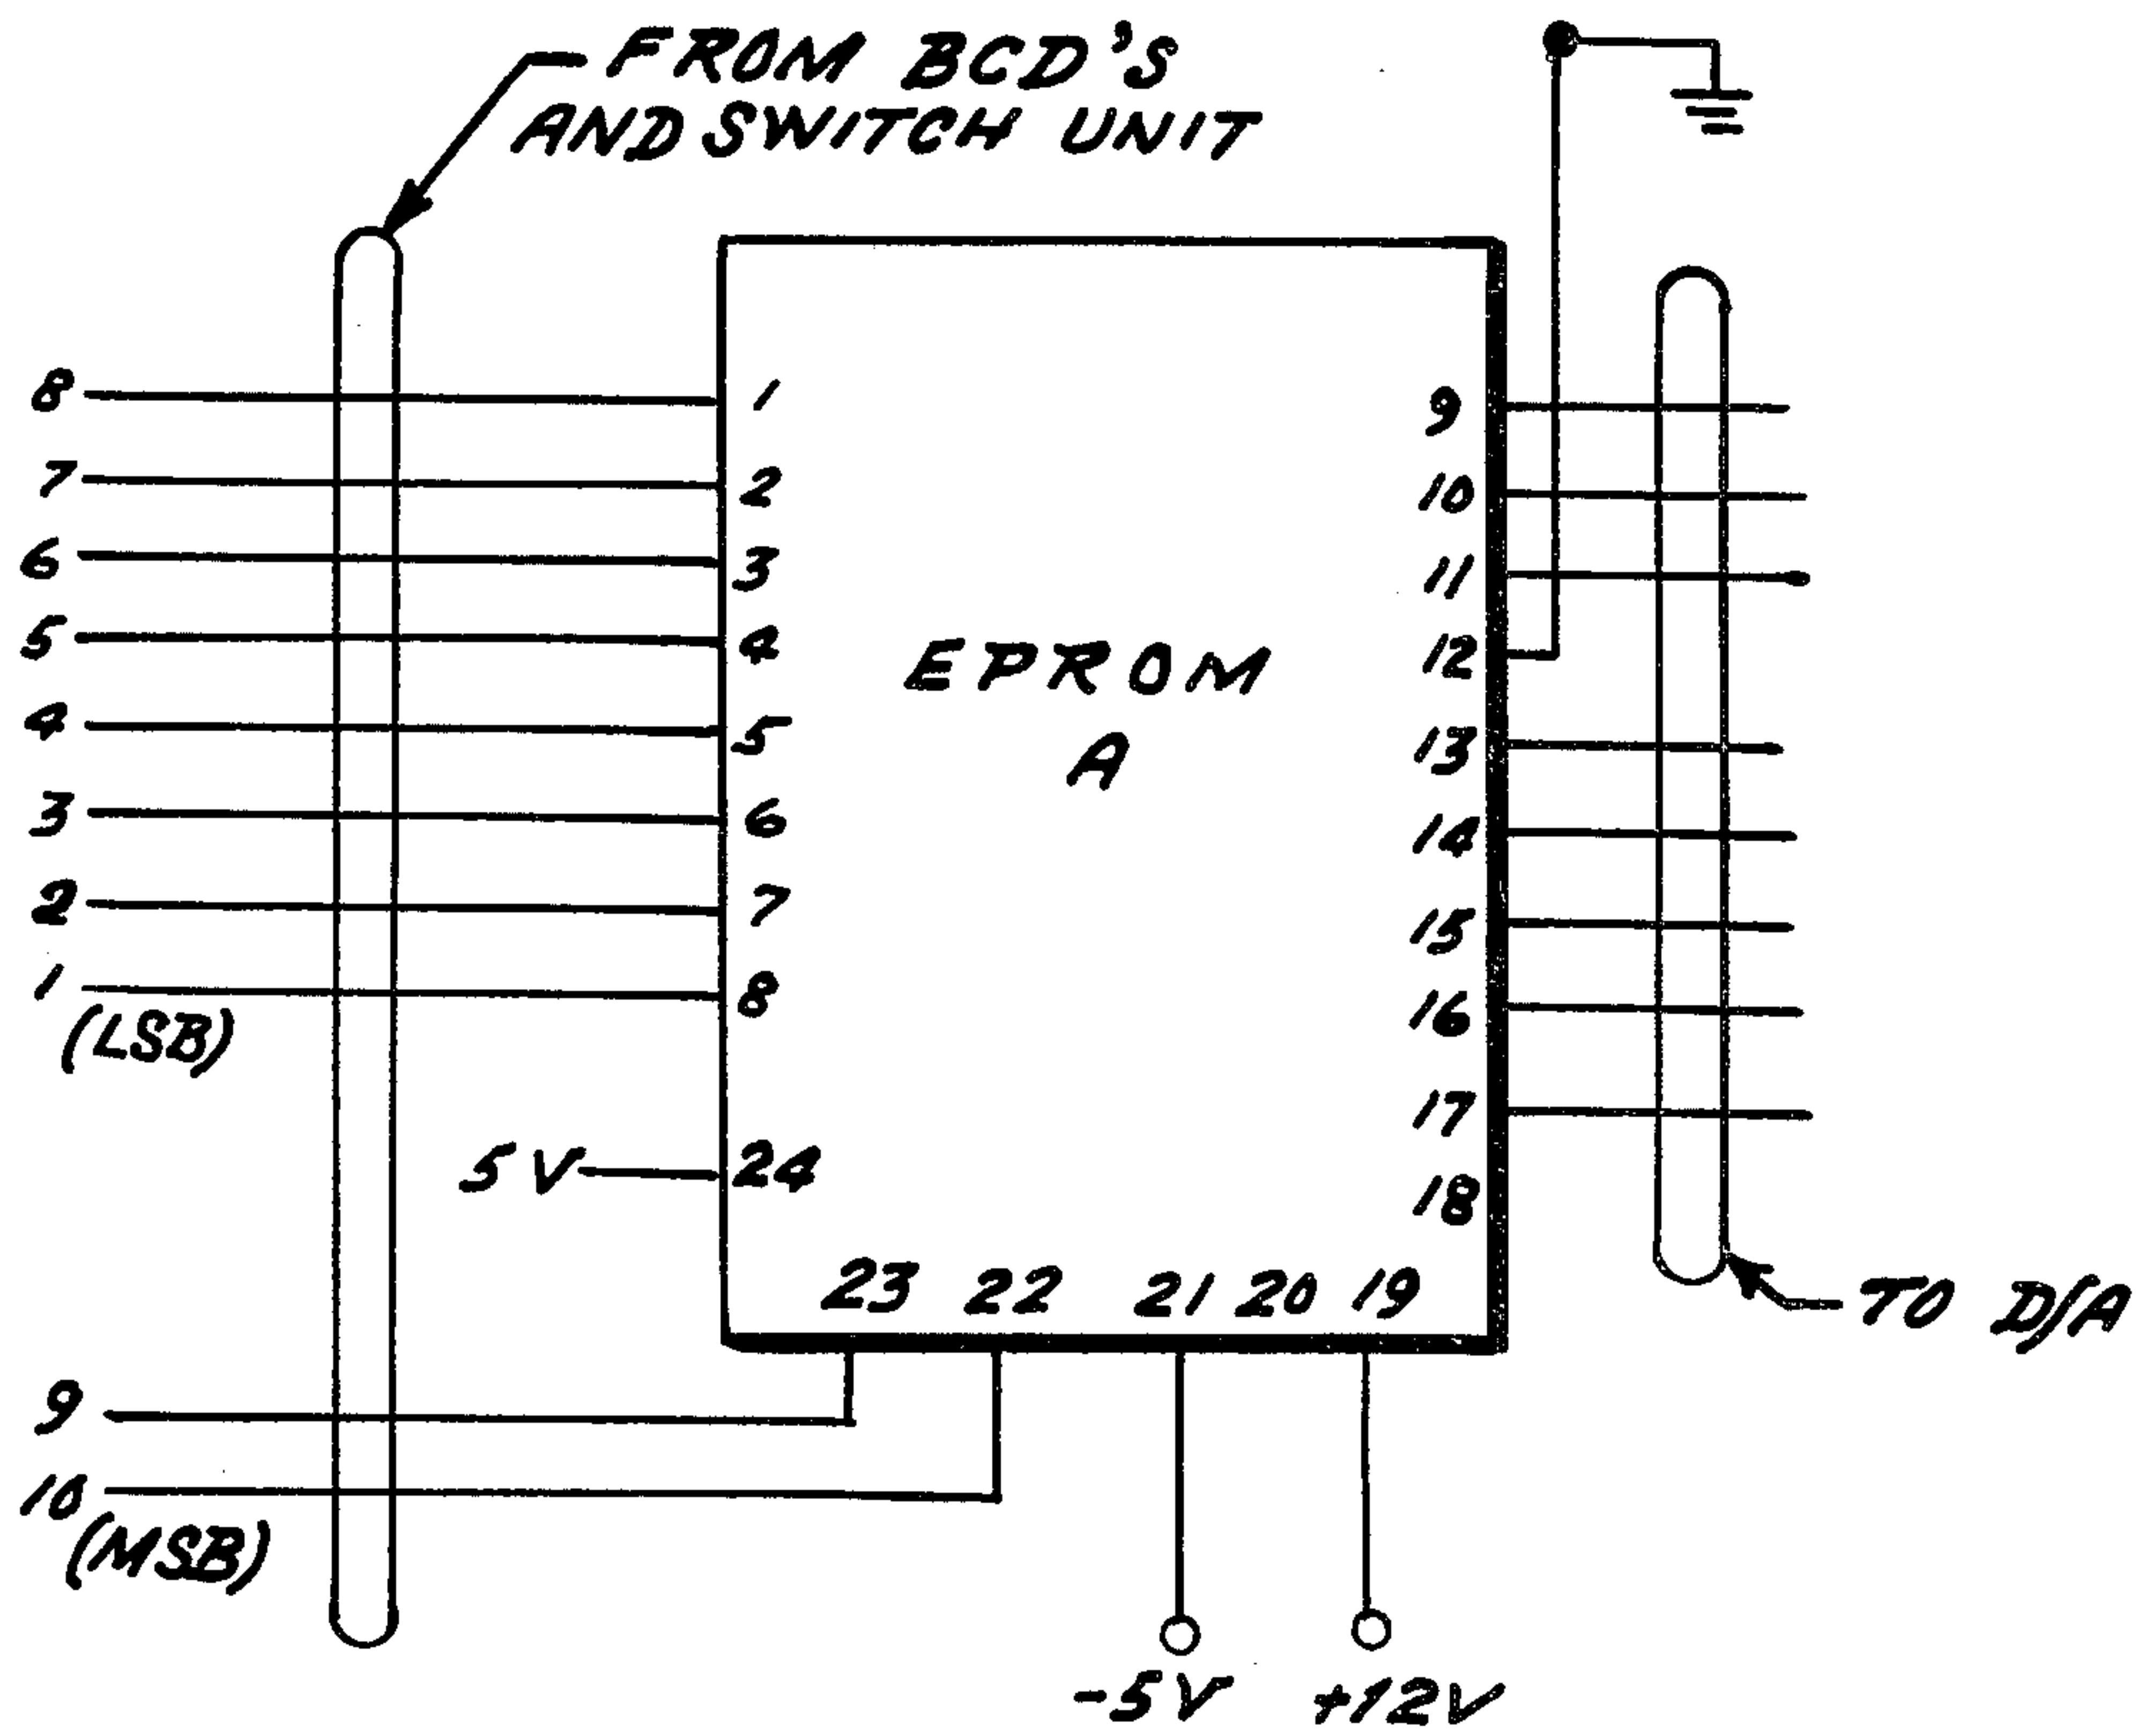 FROM BCD'S
AND SWITCH UNIT
8
7
6
5
4
3
2
1
(LSB)
1
2
3
4
5
6
7
8
EPROM
A
9
10
11
12
13
14
15
16
17
18
5V
24
23 22 21 20 19
TO D/A
9
10
(MSB)
-5V +12V